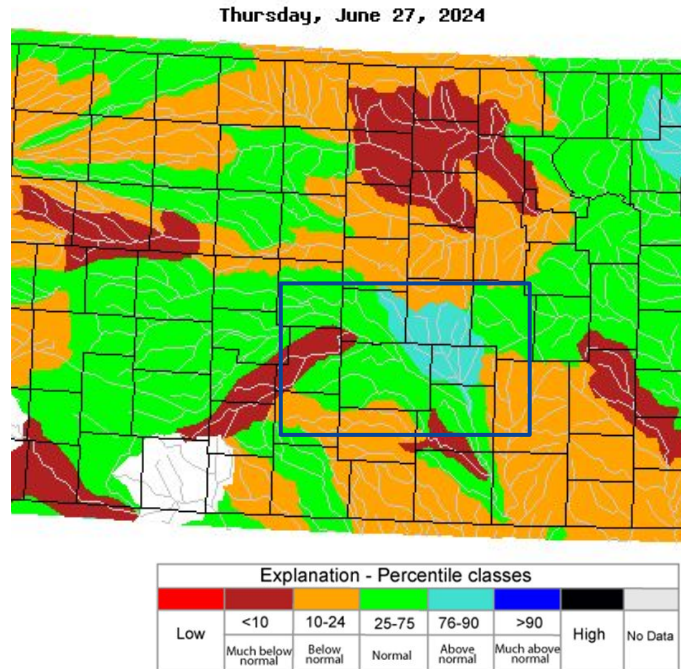 Thursday, June 27, 2024
Explanation - Percentile classes
<10 10-24 25-75 76-90 >90
Low Much below normal Below normal Normal Above normal Much above normal High No Data